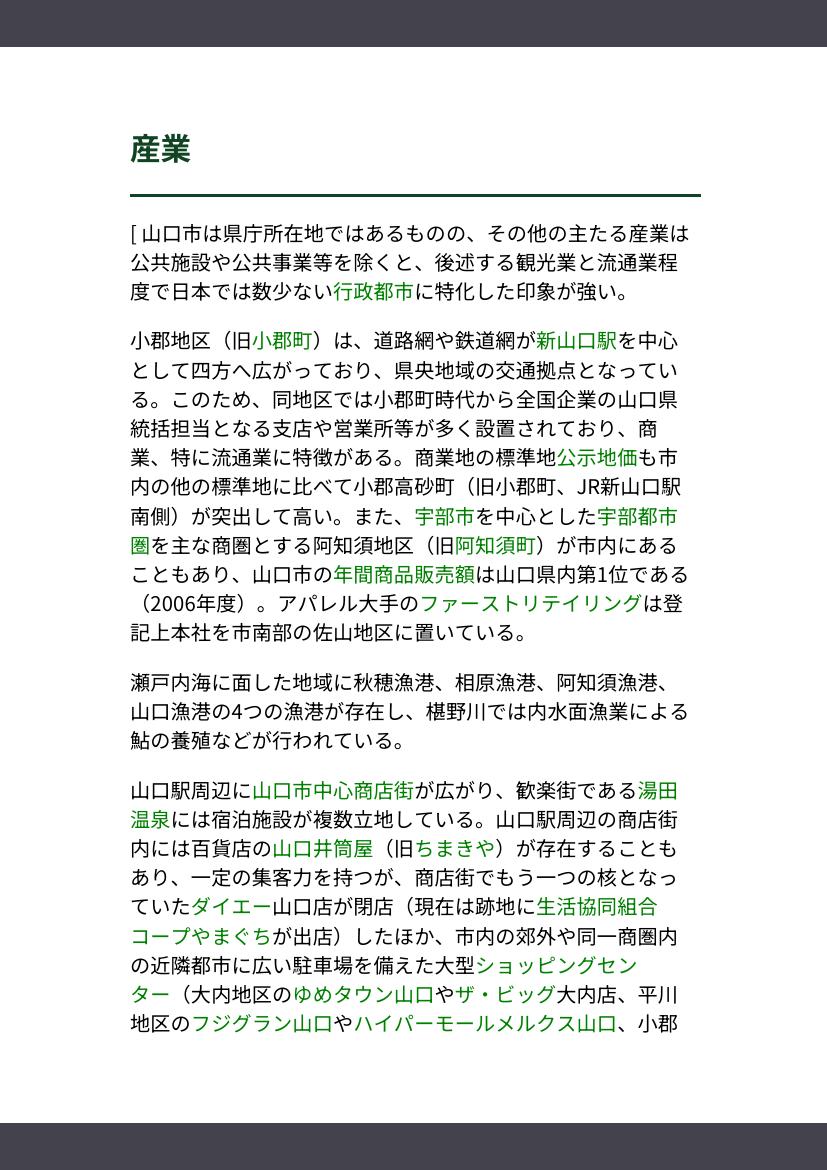 産業
[ 山口市は県庁所在地ではあるものの、その他の主たる産業は
公共施設や公共事業等を除くと、後述する観光業と流通業程
度で日本では数少ない行政都市に特化した印象が強い。
小郡地区（旧小郡町）は、道路網や鉄道網が新山口駅を中心
として四方へ広がっており、県央地域の交通拠点となってい
る。このため、同地区では小郡町時代から全国企業の山口県
統括担当となる支店や営業所等が多く設置されており、商
業、特に流通業に特徴がある。商業地の標準地公示地価も市
内の他の標準地に比べて小郡高砂町（旧小郡町、JR新山口駅
南側）が突出して高い。また、宇部市を中心とした宇部都市
圏を主な商圏とする阿知須地区（旧阿知須町）が市内にある
こともあり、山口市の年間商品販売額は山口県内第1位である
（2006年度）。アパレル大手のファーストリテイリングは登
記上本社を市南部の佐山地区に置いている。
瀬戸内海に面した地域に秋穂漁港、相原漁港、阿知須漁港、
山口漁港の4つの漁港が存在し、椹野川では内水面漁業による
鮎の養殖などが行われている。
山口駅周辺に山口市中心商店街が広がり、歓楽街である湯田
温泉には宿泊施設が複数立地している。山口駅周辺の商店街
内には百貨店の山口井筒屋（旧ちまきや）が存在することも
あり、一定の集客力を持つが、商店街でもう一つの核となっ
ていたダイエー山口店が閉店（現在は跡地に生活協同組合
コープやまぐちが出店）したほか、市内の郊外や同一商圏内
の近隣都市に広い駐車場を備えた大型ショッピングセン
ター（大内地区のゆめタウン山口やザ・ビッグ大内店、平川
地区のフジグラン山口やハイパーモールメルクス山口、小郡